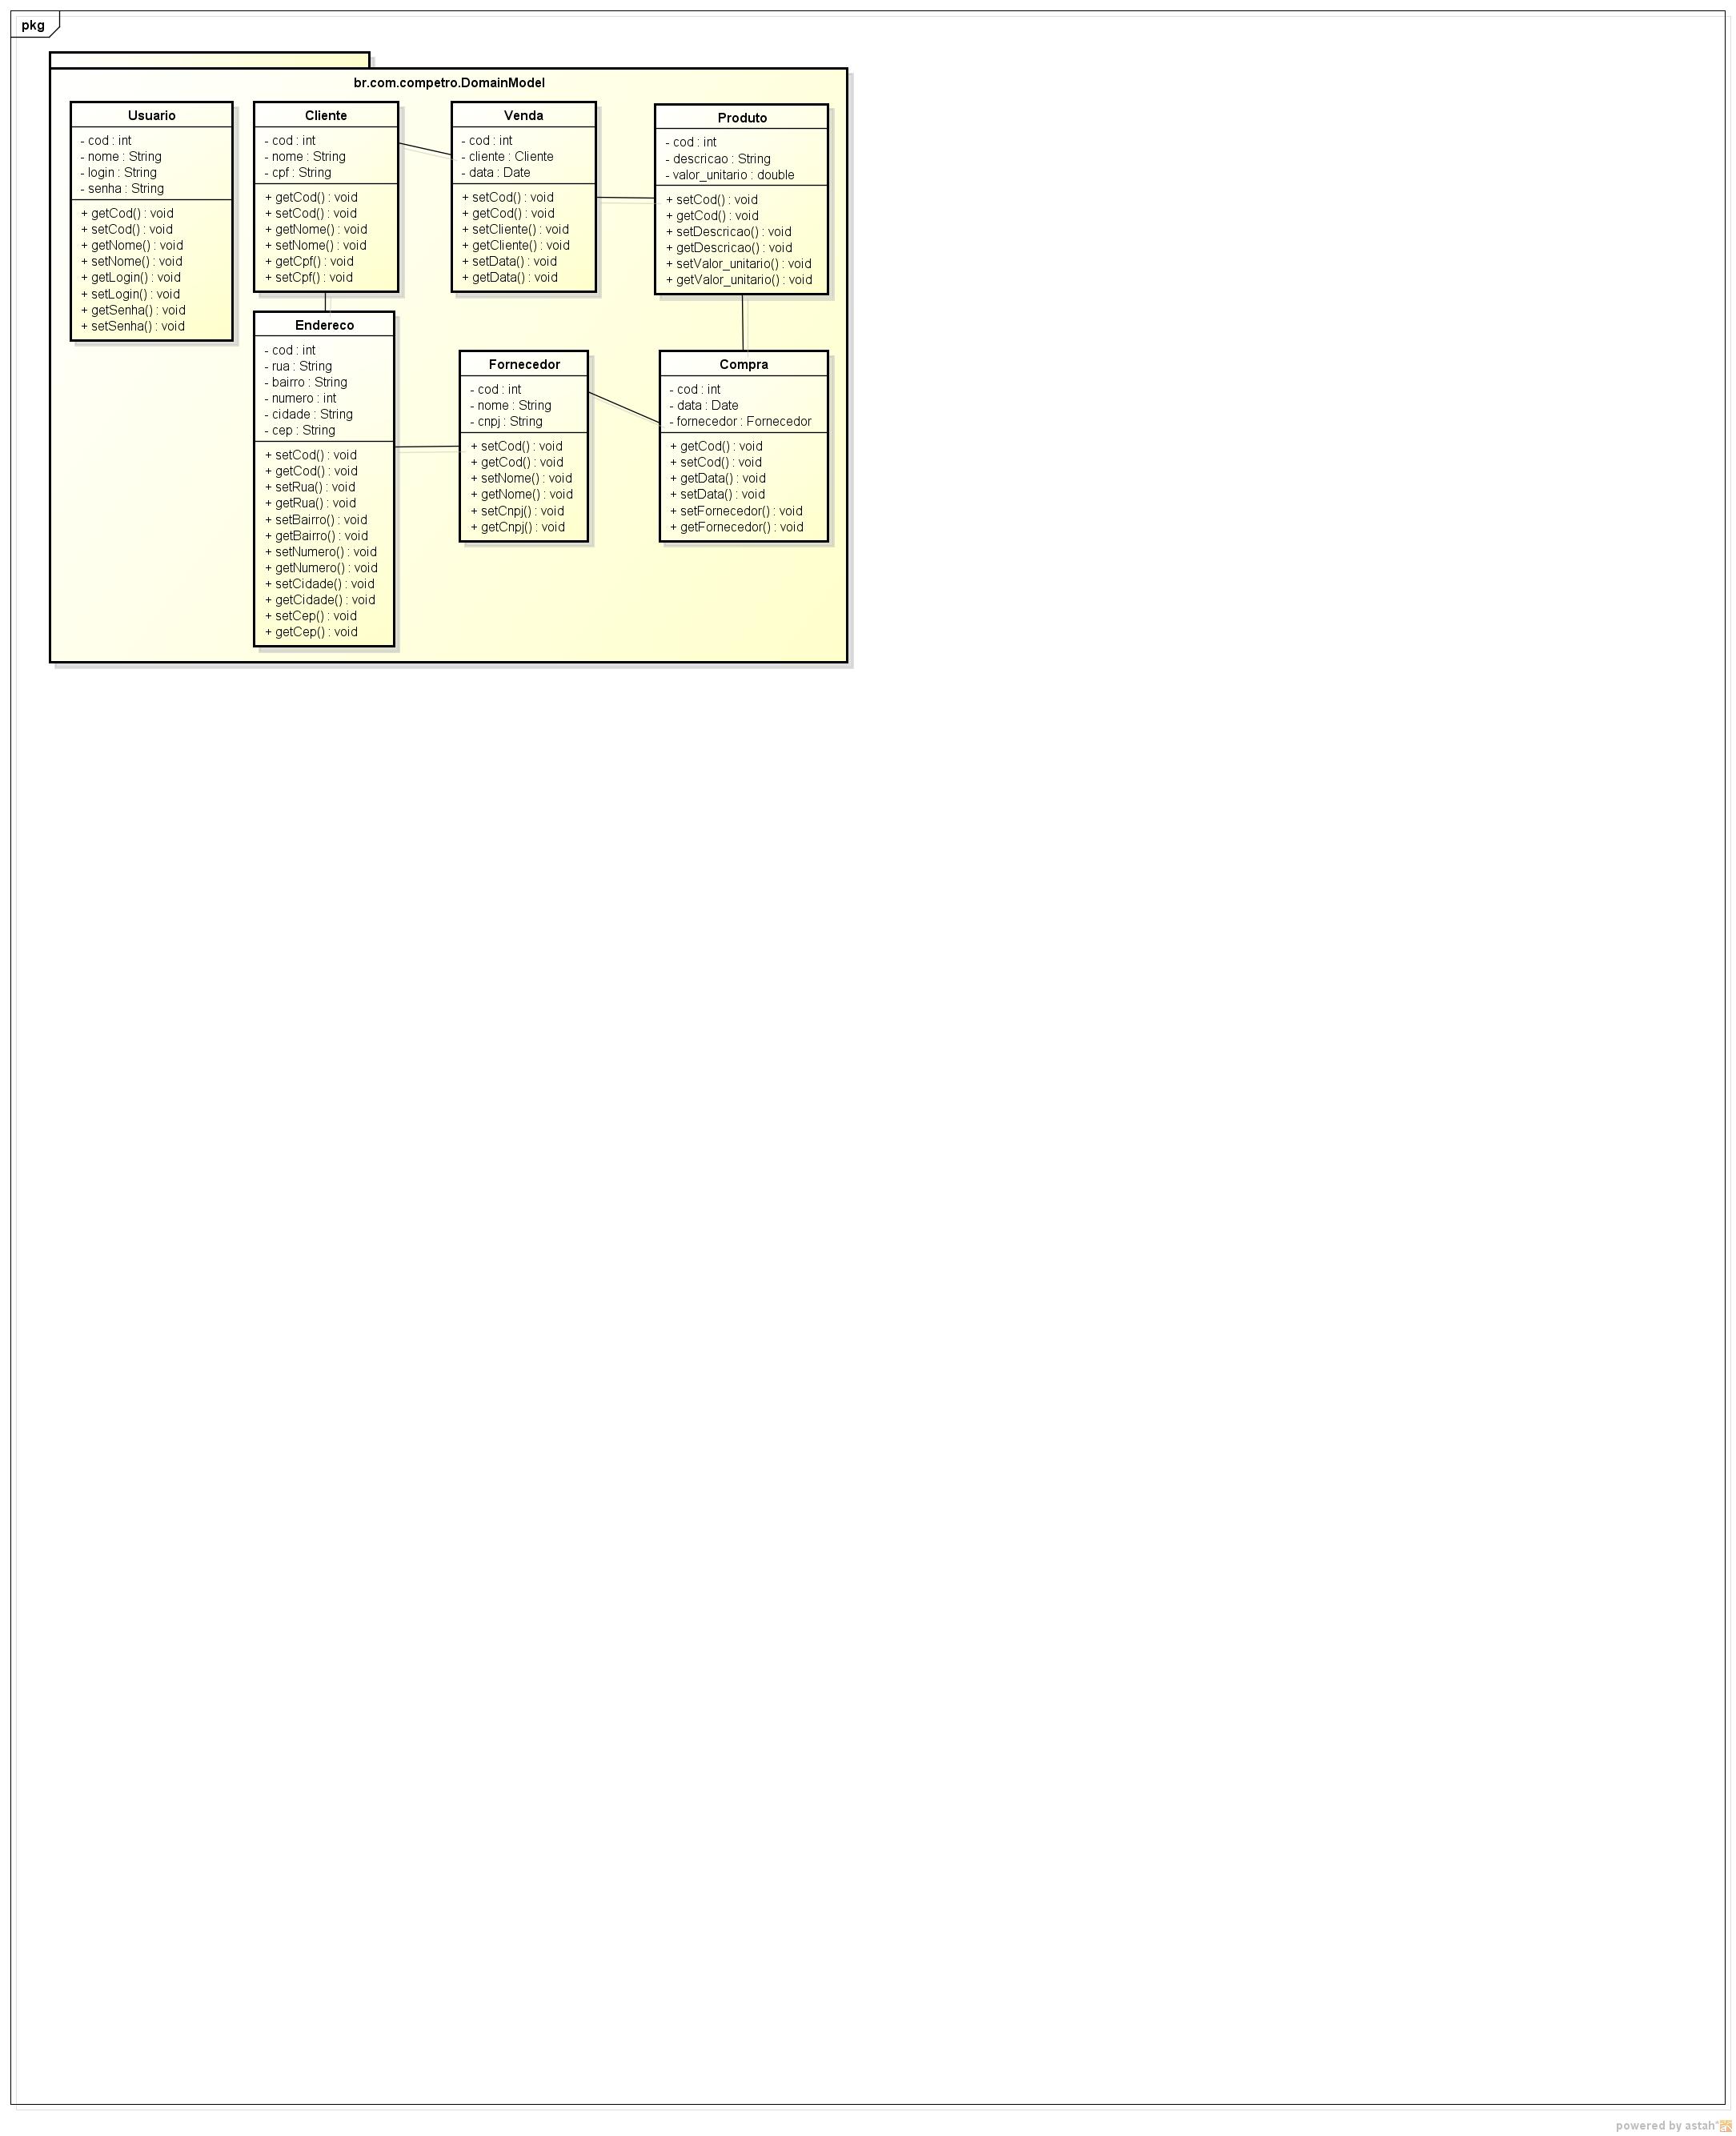 pkg
br.com.competro.DomainModel
Usuario
- cod : int
- nome : String
- login : String
- senha : String
+ getCod() : void
+ setCod() : void
+ getNome() : void
+ setNome() : void
+ getLogin() : void
+ setLogin() : void
+ getSenha() : void
+ setSenha() : void
Cliente
- cod : int
- nome : String
- cpf : String
+ getCod() : void
+ setCod() : void
+ getNome() : void
+ setNome() : void
+ getCpf() : void
+ setCpf() : void
Venda
- cod : int
- cliente : Cliente
- data : Date
+ setCod() : void
+ getCod() : void
+ setCliente() : void
+ getCliente() : void
+ setData() : void
+ getData() : void
Produto
- cod : int
- descricao : String
- valor_unitario : double
+ setCod() : void
+ getCod() : void
+ setDescricao() : void
+ getDescricao() : void
+ setValor_unitario() : void
+ getValor_unitario() : void
Endereco
- cod : int
- rua : String
- bairro : String
- numero : int
- cidade : String
- cep : String
+ setCod() : void
+ getCod() : void
+ setRua() : void
+ getRua() : void
+ setBairro() : void
+ getBairro() : void
+ setNumero() : void
+ getNumero() : void
+ setCidade() : void
+ getCidade() : void
+ setCep() : void
+ getCep() : void
Fornecedor
- cod : int
- nome : String
- cnpj : String
+ setCod() : void
+ getCod() : void
+ setNome() : void
+ getNome() : void
+ setCnpj() : void
+ getCnpj() : void
Compra
- cod : int
- data : Date
- fornecedor : Fornecedor
+ getCod() : void
+ setCod() : void
+ getData() : void
+ setData() : void
+ setFornecedor() : void
+ getFornecedor() : void
powered by astah*